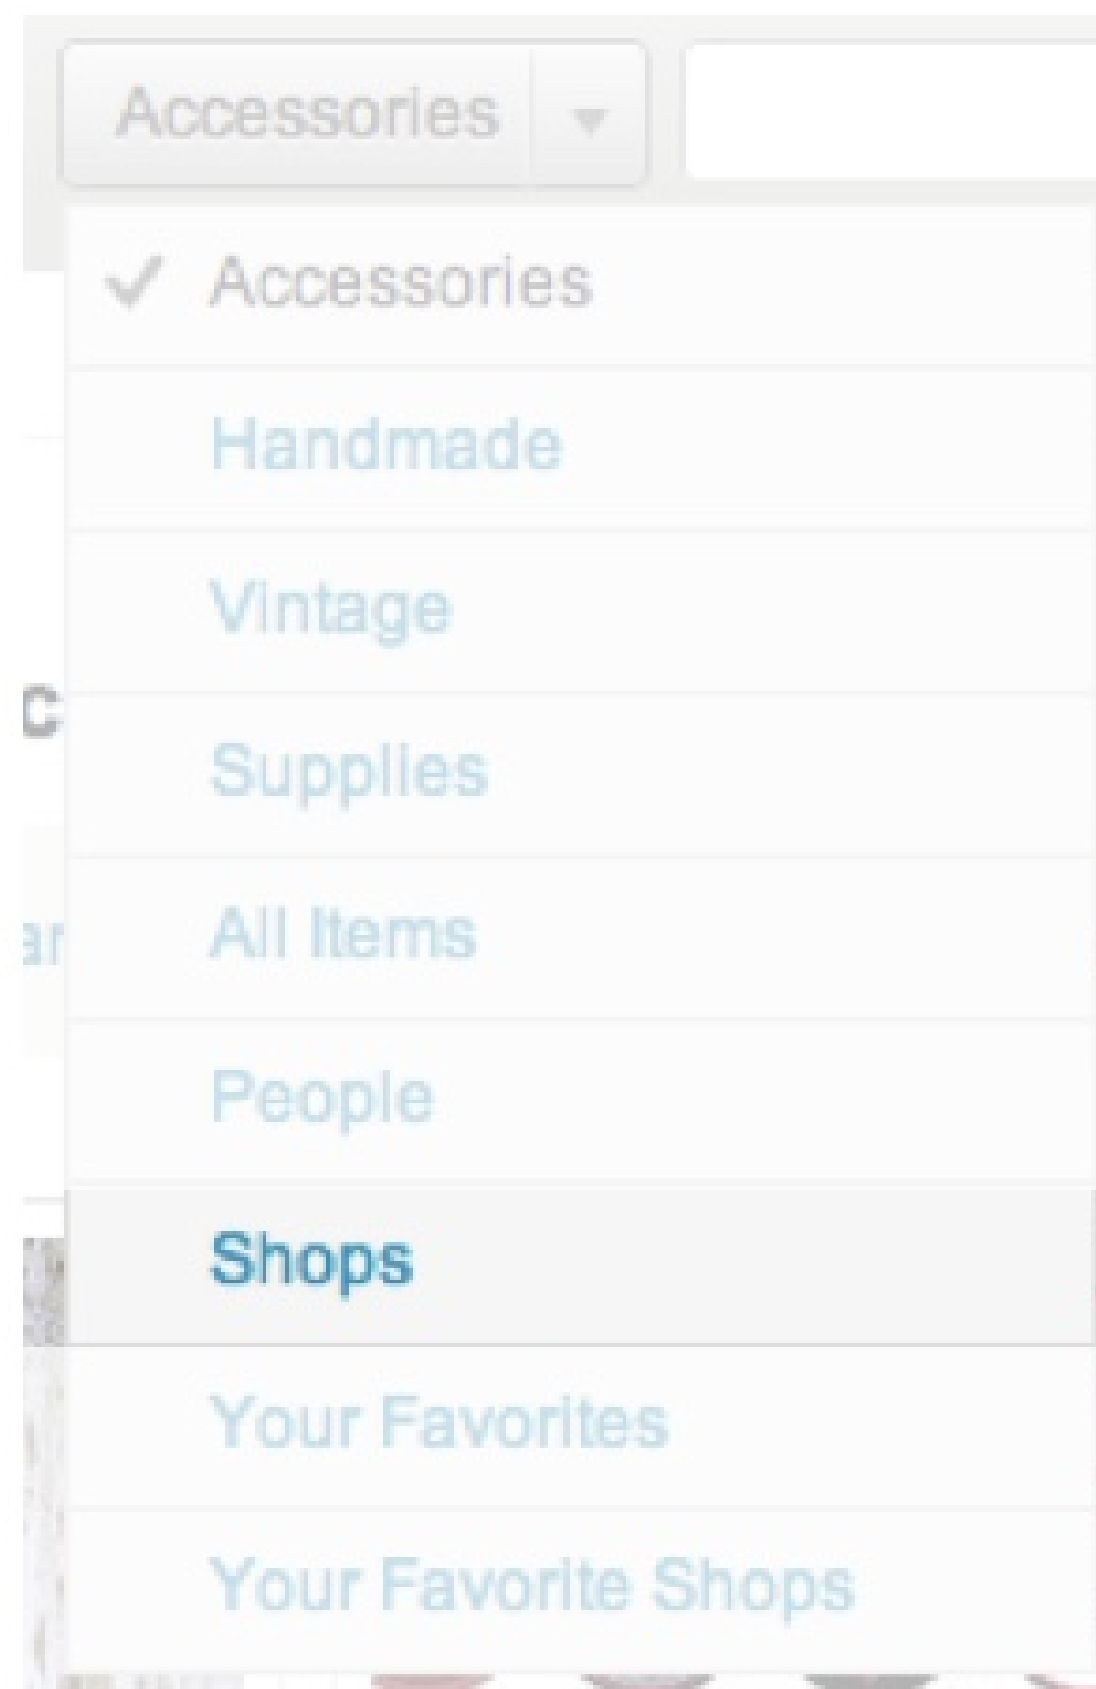 Accessories
Accessories
Handmade
Vintage
Supplies
All Items
People
Shops
Your Favorites
Your Favorite Shops